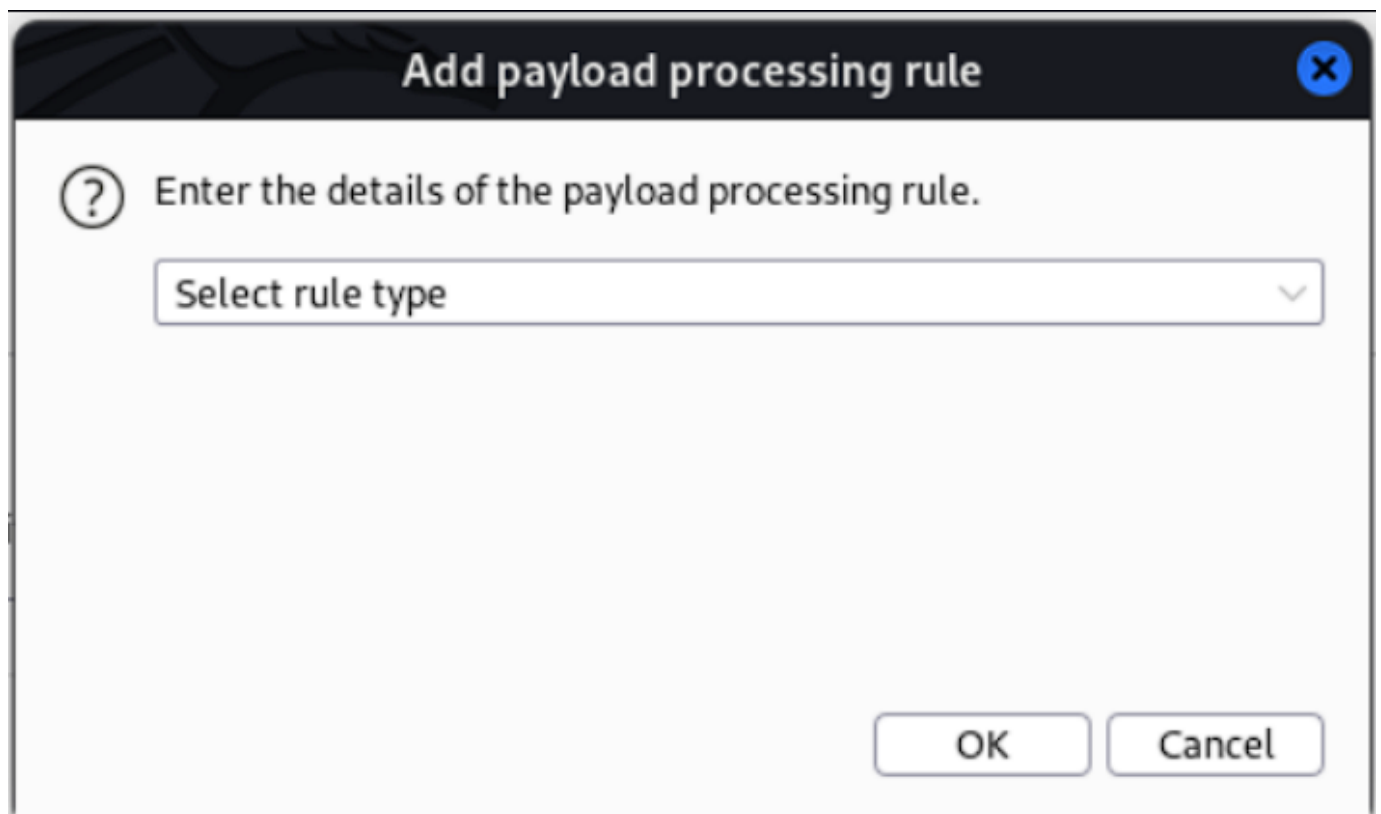 Add payload processing rule
Enter the details of the payload processing rule.
Select rule type
OK
Cancel